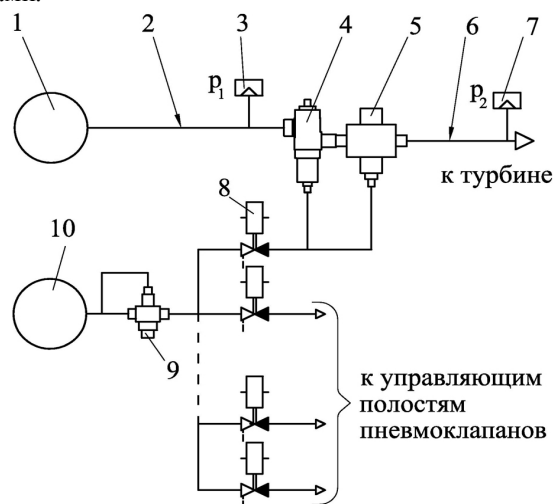 1
2
3
4
5
6
7
p1
p2
к турбине
8
10
9
к управляющим
полостям
пневмоклапанов